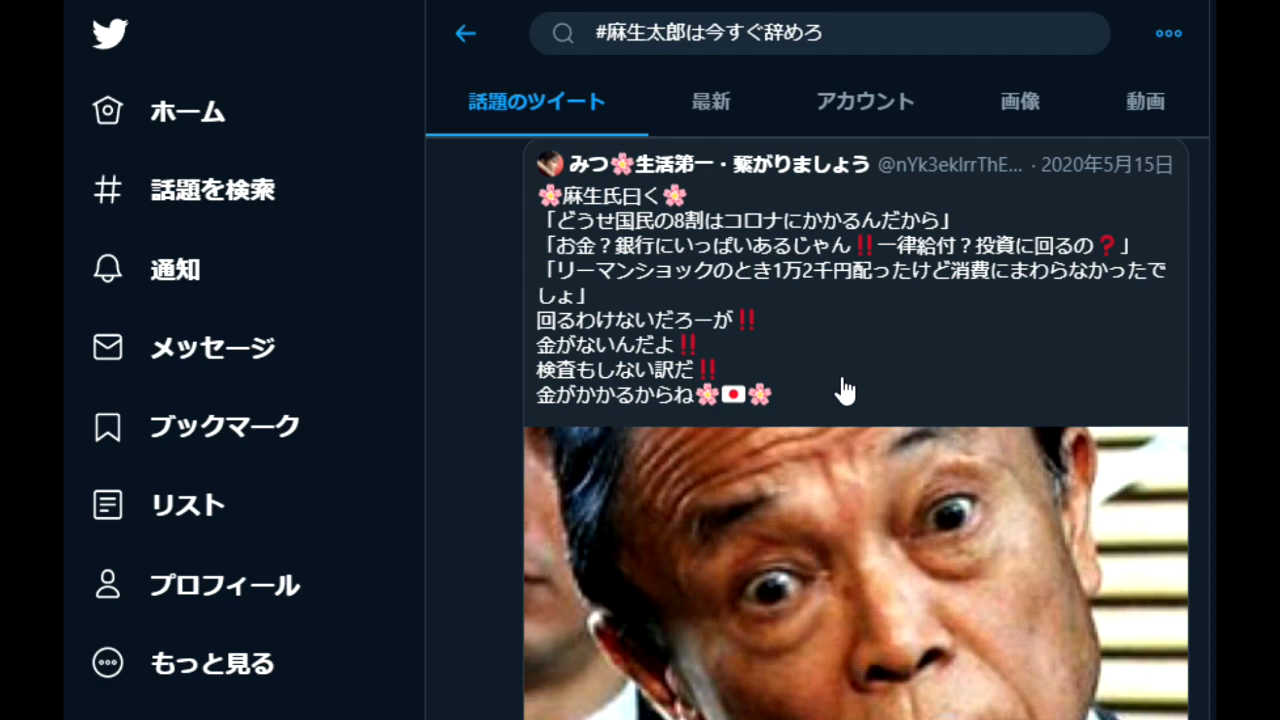 #麻生太郎は今すぐ辞めろ
話題のツイート 最新 アカウント 画像 動画
ホーム
話題を検索
通知
メッセージ
ブックマーク
リスト
プロフィール
もっと見る
みつ🌸生活第一・繋がりましょう @nYk3eklrrThE... · 2020年5月15日
🌸麻生氏曰く🌸
「どうせ国民の8割はコロナにかかるんだから」
「お金？銀行にいっぱいあるじゃん‼️一律給付？投資に回るの❓」
「リーマンショックのとき1万2千円配ったけど消費にまわらなかったで
しょ」
回るわけないだろーが‼️
金がないんだよ‼️
検査もしない訳だ‼️
金がかかるからね🌸🇯🇵🌸